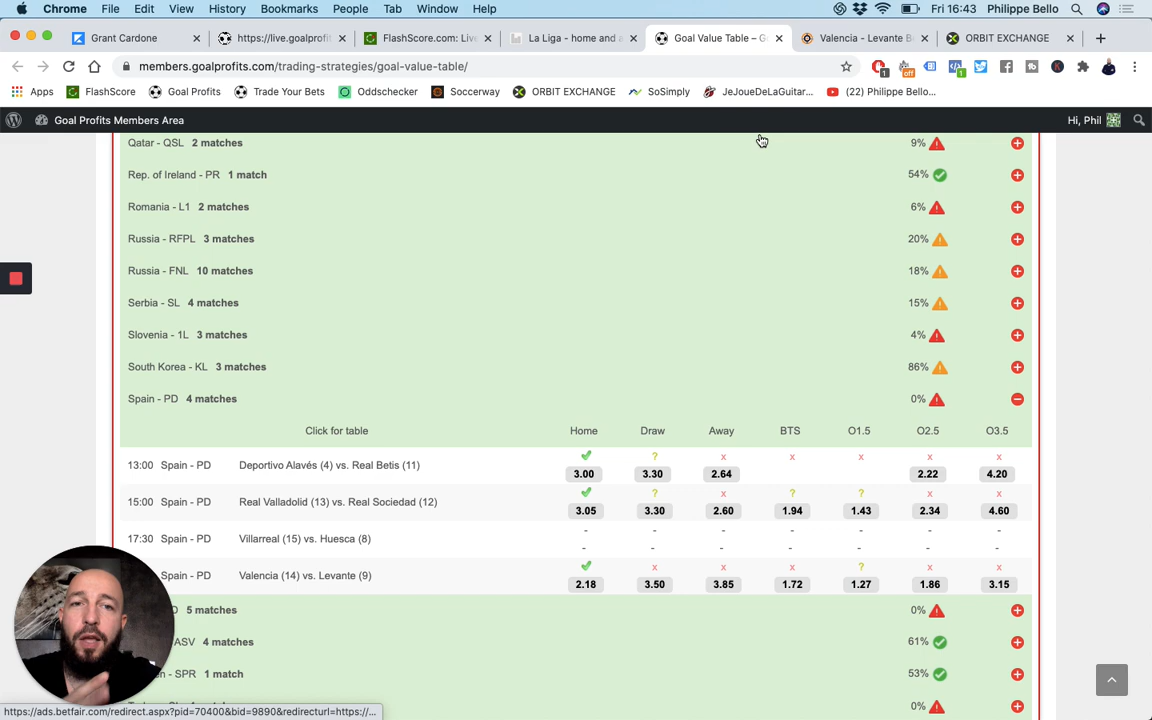 Chrome File Edit View History Bookmarks People Tab Window Help Fri 16:43 Philippe Bello
Grant Cardone × https://live.goalprofit × FlashScore.com: Live × La Liga - home and a × Goal Value Table – G × Valencia - Levante B × ORBIT EXCHANGE ×
members.goalprofits.com/trading-strategies/goal-value-table/
Apps FlashScore Goal Profits Trade Your Bets Oddschecker Soccerway ORBIT EXCHANGE SoSimply JeJoueDeLaGuitar... (22) Philippe Bello...
Goal Profits Members Area Hi, Phil
Qatar - QSL 2 matches 9%
Rep. of Ireland - PR 1 match 54%
Romania - L1 2 matches 6%
Russia - RFPL 3 matches 20%
Russia - FNL 10 matches 18%
Serbia - SL 4 matches 15%
Slovenia - 1L 3 matches 4%
South Korea - KL 3 matches 86%
Spain - PD 4 matches 0%
Click for table Home Draw Away BTS O1.5 O2.5 O3.5
? x x x x x
13:00 Spain - PD Deportivo Alavés (4) vs. Real Betis (11)
3.00 3.30 2.64 2.22 4.20
? x ? ? x x
15:00 Spain - PD Real Valladolid (13) vs. Real Sociedad (12)
3.05 3.30 2.60 1.94 1.43 2.34 4.60
- - - - - - -
17:30 Spain - PD Villarreal (15) vs. Huesca (8)
- - - - - - -
x x x ? x x
Spain - PD Valencia (14) vs. Levante (9)
2.18 3.50 3.85 1.72 1.27 1.86 3.15
5 matches 0%
ASV 4 matches 61%
- SPR 1 match 53%
0%
https://ads.betfair.com/redirect.aspx?pid=70400&bid=9890&redirecturl=https://...